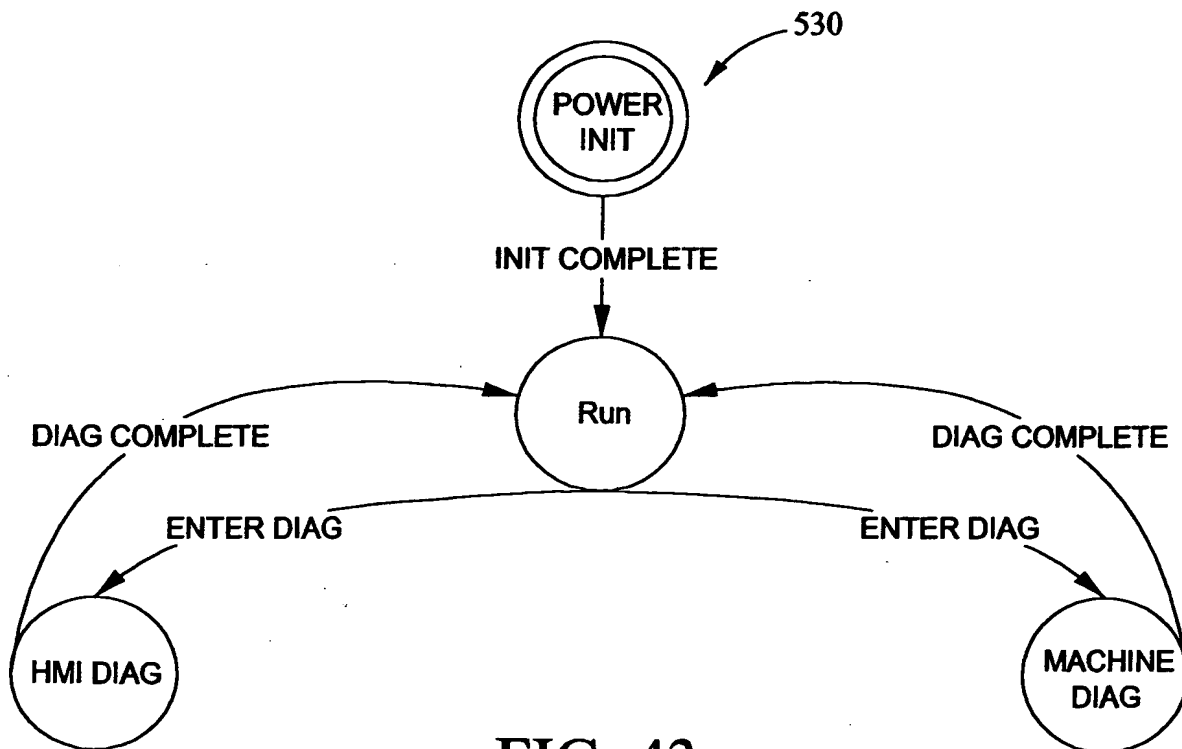 530
POWER
INIT
INIT COMPLETE
Run
DIAG COMPLETE
DIAG COMPLETE
ENTER DIAG
ENTER DIAG
HMI DIAG
MACHINE
DIAG